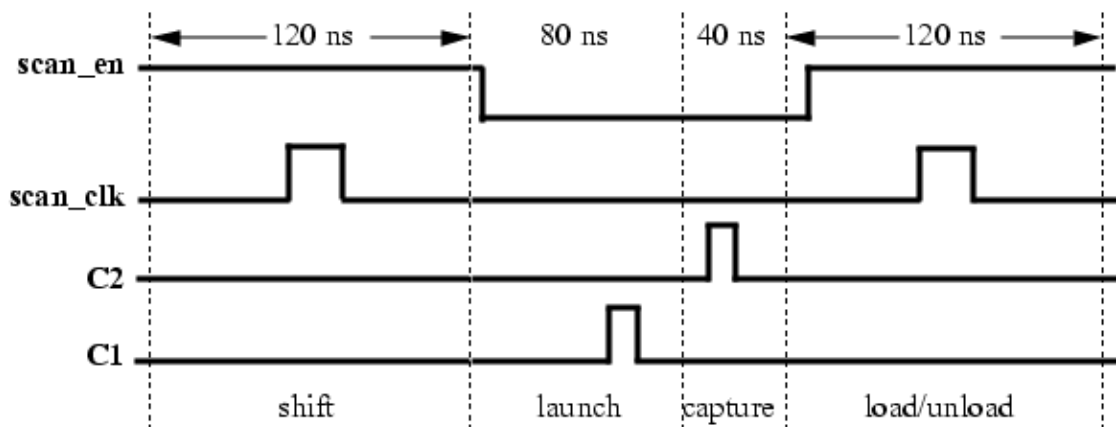 120 ns 80 ns 40 ns 120 ns
scan_en
scan_clk
C2
C1
shift launch capture load/unload